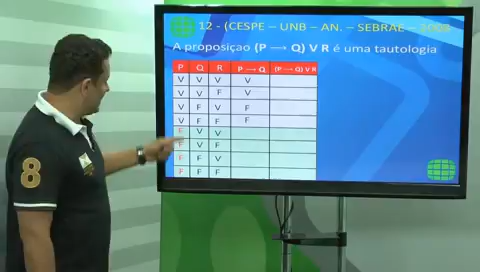 12 - (CESPE – UNB – AN. – SEBRAE – 2008
A proposição (P ⟶ Q) V R é uma tautologia
P Q R P ⟶ Q (P ⟶ Q) V R
V V V V
V V F V
V F V F
V F F F
F V V
F V F
F F V
F F F
8